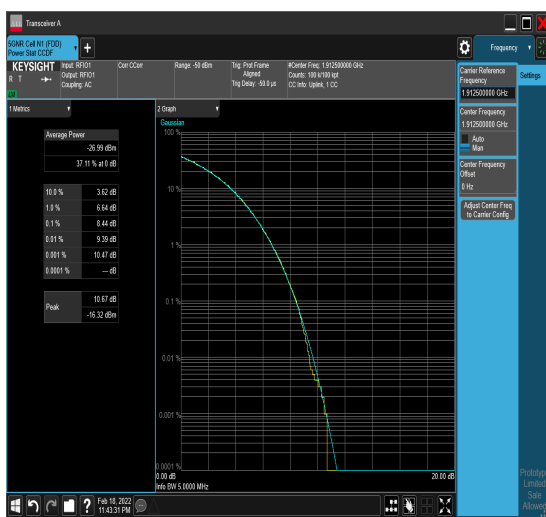 Transceiver A
5GNR Cell N1 (FDD)
Power Stat CCDF
Frequency
KEYSIGHT
R T
Input: RFIO1
Output: RFIO1
Coupling: AC
Corr CCorr
Range: -50 dBm
Trig: Prot Frame
Aligned
Trig Delay: -50.0 µs
#Center Freq: 1.912500000 GHz
Counts: 100 k/100 kpt
CC Info: Uplink, 1 CC
Carrier Reference
Frequency
1.912500000 GHz
Settings
1 Metrics
2 Graph
Gaussian
Center Frequency
1.912500000 GHz
Auto
Man
Center Frequency
Offset
0 Hz
Adjust Center Freq
to Carrier Config
Average Power
-26.99 dBm
37.11 % at 0 dB
10.0 % 3.62 dB
1.0 % 6.64 dB
0.1 % 8.44 dB
0.01 % 9.39 dB
0.001 % 10.47 dB
0.0001 % --- dB
Peak
10.67 dB
-16.32 dBm
100 %
10 %
1 %
0.1 %
0.01 %
0.001 %
0.0001 %
0.00 dB
20.00 dB
Info BW 5.0000 MHz
Prototyp
Limited
Sale
Allowe
Feb 18, 2022
11:43:31 PM